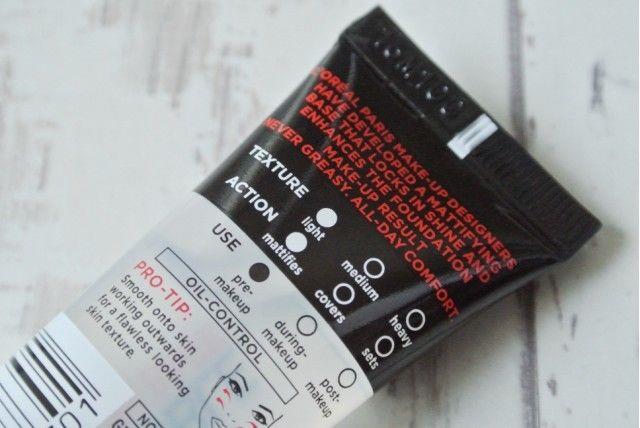 L'ORÉAL PARIS MAKE-UP DESIGNERS
HAVE DEVELOPED A MATTIFYING
BASE THAT LOCKS IN SHINE AND
ENHANCES THE FOUNDATION
MAKE-UP RESULT
NEVER GREASY. ALL-DAY COMFORT
TEXTURE
light
medium
heavy
ACTION
mattifies
covers
sets
USE
pre-
makeup
during-
makeup
post-
makeup
OIL-CONTROL
PRO-TIP:
Smooth onto skin
working outwards
for a flawless looking
skin texture.